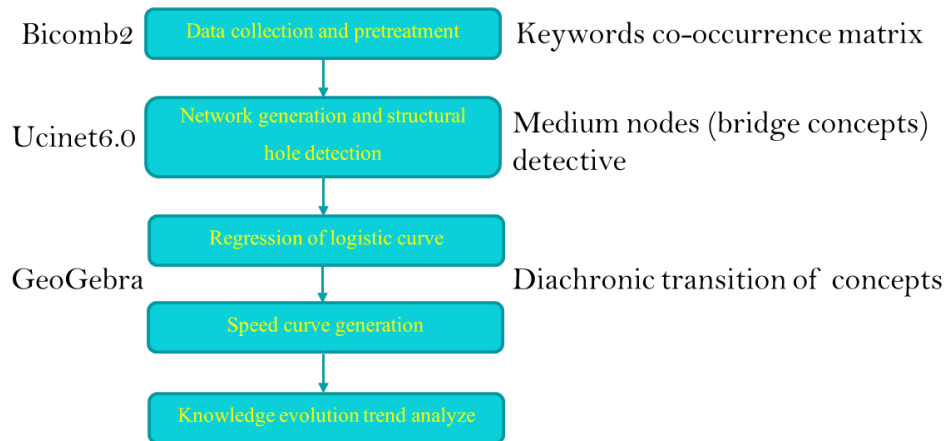 Bicomb2
Data collection and pretreatment
Keywords co-occurrence matrix
Ucinet6.0
Network generation and structural
hole detection
Medium nodes (bridge concepts)
detective
Regression of logistic curve
GeoGebra
Diachronic transition of concepts
Speed curve generation
Knowledge evolution trend analyze